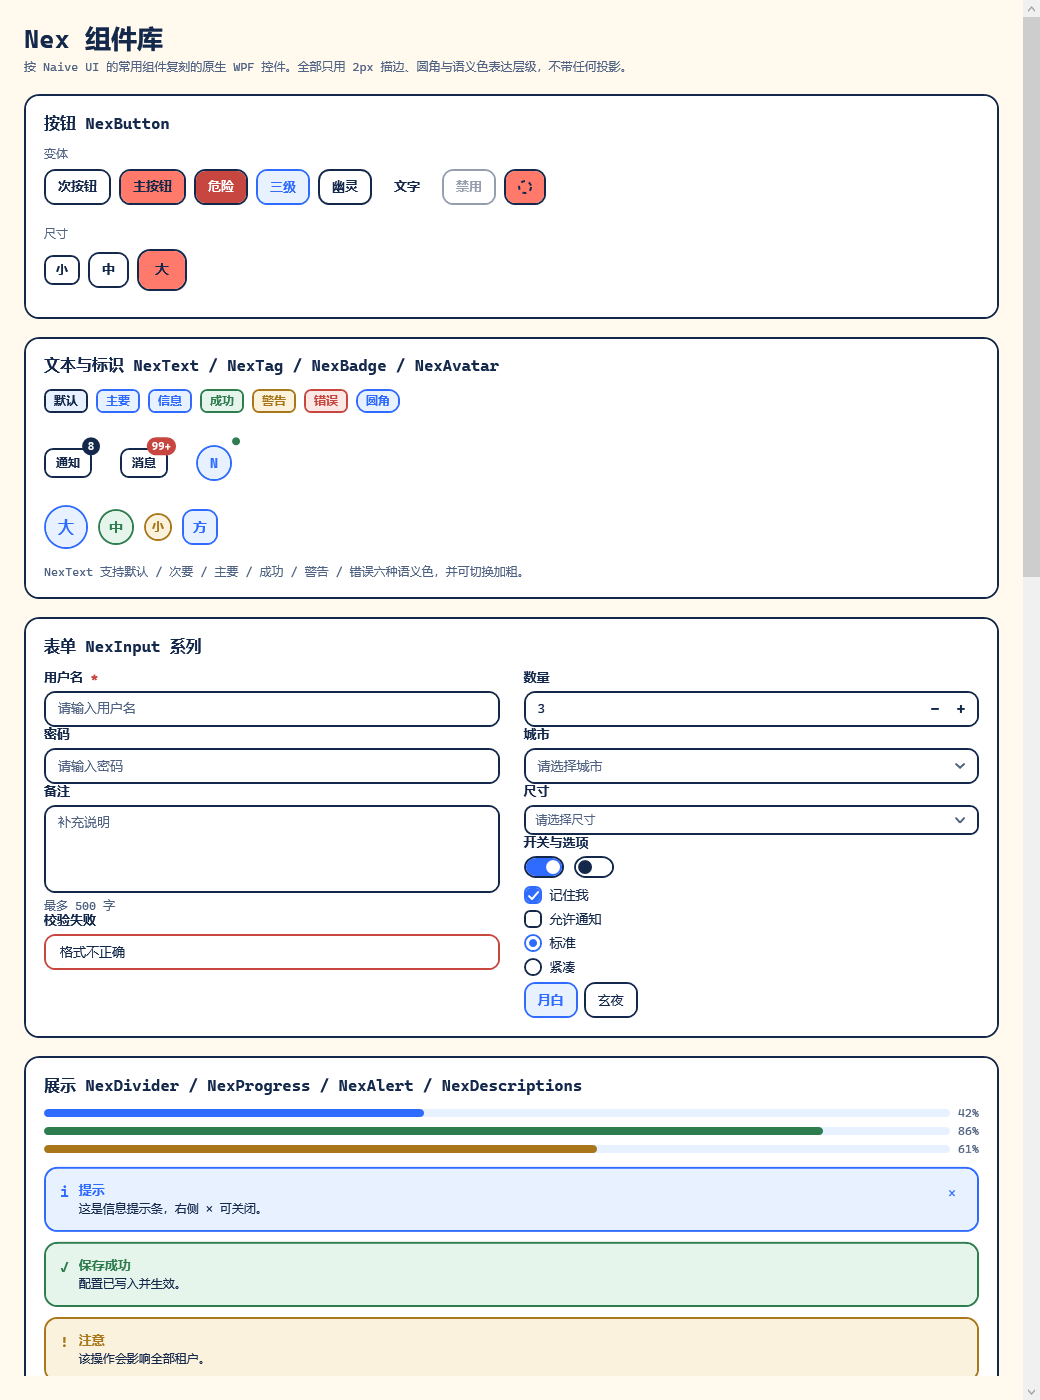 Nex 组件库
按 Naive UI 的常用组件复刻的原生 WPF 控件。全部只用 2px 描边、圆角与语义色表达层级，不带任何投影。
按钮 NexButton
变体
次按钮 主按钮 危险 三级 幽灵 文字 禁用
尺寸
小 中 大
文本与标识 NexText / NexTag / NexBadge / NexAvatar
默认 主要 信息 成功 警告 错误 圆角
通知 8 消息 99+ N
大 中 小 方
NexText 支持默认 / 次要 / 主要 / 成功 / 警告 / 错误六种语义色，并可切换加粗。
表单 NexInput 系列
用户名 *
请输入用户名
密码
请输入密码
备注
补充说明
最多 500 字
校验失败
格式不正确
数量
3 − +
城市
请选择城市
尺寸
请选择尺寸
开关与选项
记住我
允许通知
标准
紧凑
月白 玄夜
展示 NexDivider / NexProgress / NexAlert / NexDescriptions
42%
86%
61%
i 提示 ×
这是信息提示条，右侧 × 可关闭。
✓ 保存成功
配置已写入并生效。
! 注意
该操作会影响全部租户。